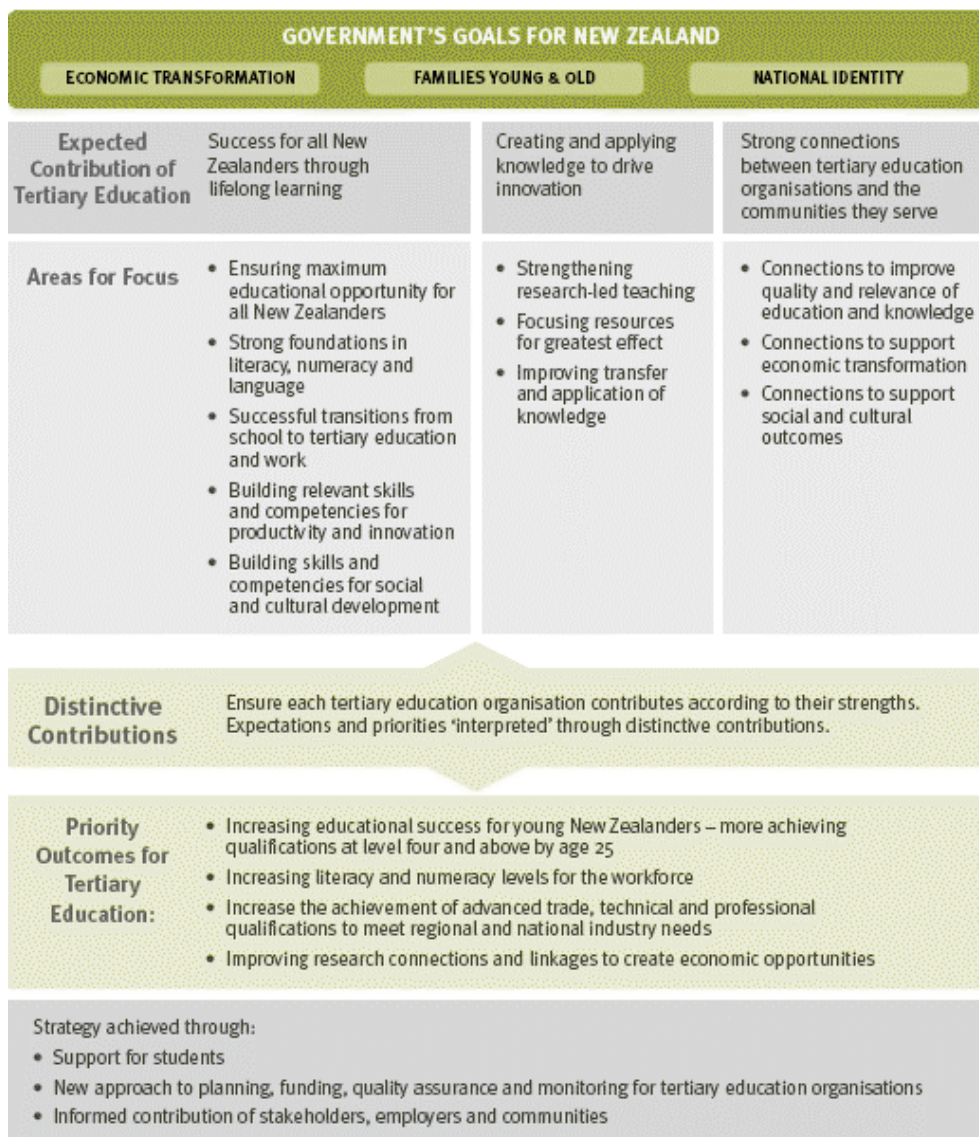 GOVERNMENT'S GOALS FOR NEW ZEALAND
ECONOMIC TRANSFORMATION
FAMILIES YOUNG & OLD
NATIONAL IDENTITY
Expected
Contribution of
Tertiary Education
Success for all New
Zealanders through
lifelong learning
Creating and applying
knowledge to drive
innovation
Strong connections
between tertiary education
organisations and the
communities they serve
Areas for Focus
• Ensuring maximum
educational opportunity for
all New Zealanders
• Strong foundations in
literacy, numeracy and
language
• Successful transitions from
school to tertiary education
and work
• Building relevant skills
and competencies for
productivity and innovation
• Building skills and
competencies for social
and cultural development
• Strengthening
research-led teaching
• Focusing resources
for greatest effect
• Improving transfer
and application of
knowledge
• Connections to improve
quality and relevance of
education and knowledge
• Connections to support
economic transformation
• Connections to support
social and cultural
outcomes
Distinctive
Contributions
Ensure each tertiary education organisation contributes according to their strengths.
Expectations and priorities 'interpreted' through distinctive contributions.
Priority
Outcomes for
Tertiary
Education:
• Increasing educational success for young New Zealanders – more achieving
qualifications at level four and above by age 25
• Increasing literacy and numeracy levels for the workforce
• Increase the achievement of advanced trade, technical and professional
qualifications to meet regional and national industry needs
• Improving research connections and linkages to create economic opportunities
Strategy achieved through:
• Support for students
• New approach to planning, funding, quality assurance and monitoring for tertiary education organisations
• Informed contribution of stakeholders, employers and communities